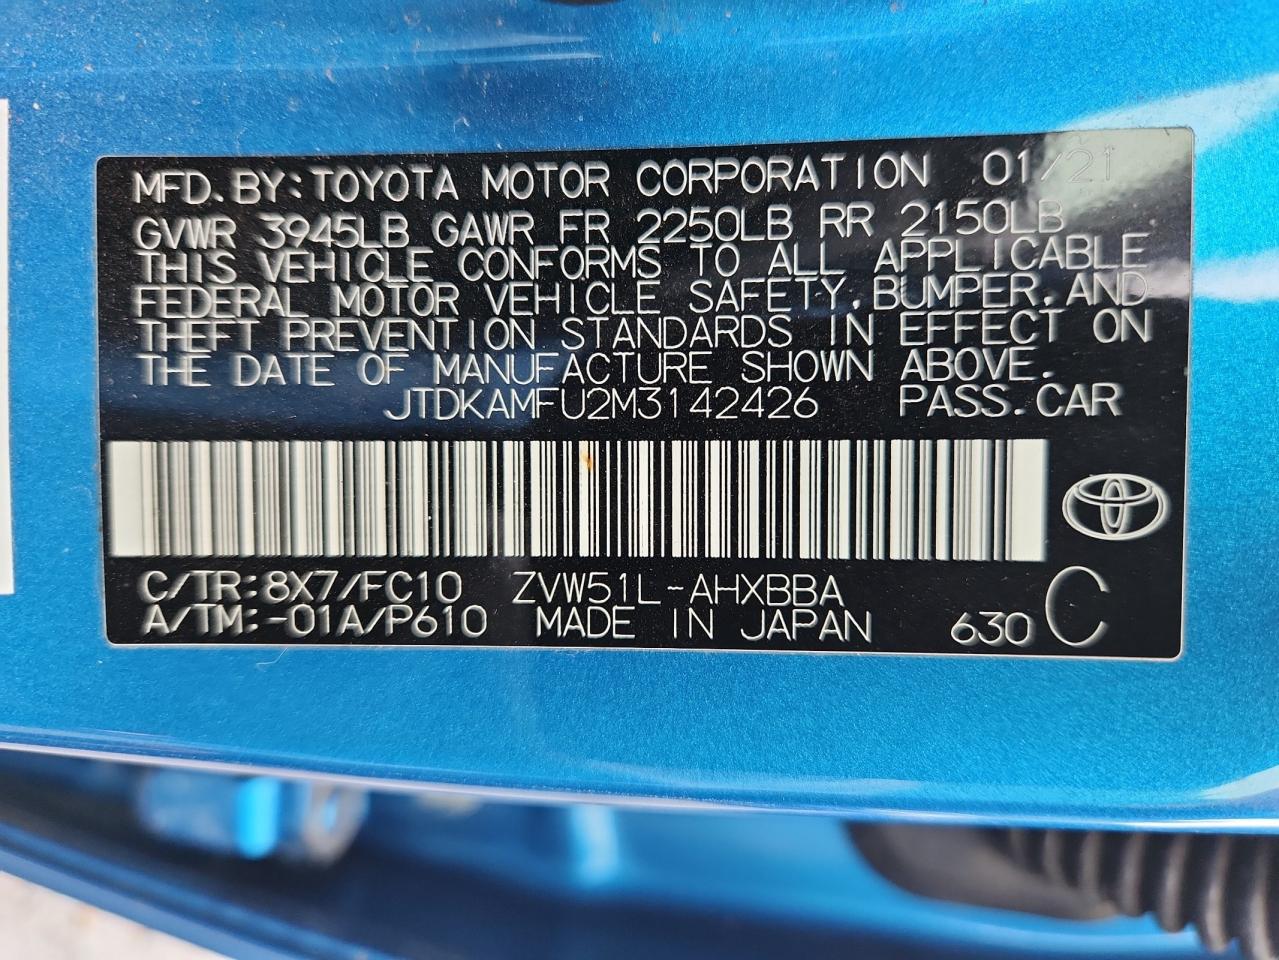 MFD. BY: TOYOTA MOTOR CORPORATION 01/21
GVWR 3945LB GAWR FR 2250LB RR 2150LB
THIS VEHICLE CONFORMS TO ALL APPLICABLE
FEDERAL MOTOR VEHICLE SAFETY, BUMPER, AND
THEFT PREVENTION STANDARDS IN EFFECT ON
THE DATE OF MANUFACTURE SHOWN ABOVE.
JTDKAMFU2M3142426 PASS. CAR
C/TR: 8X7/FC10 ZVW51L-AHXBBA
A/TM: -01A/P610 MADE IN JAPAN 630 C